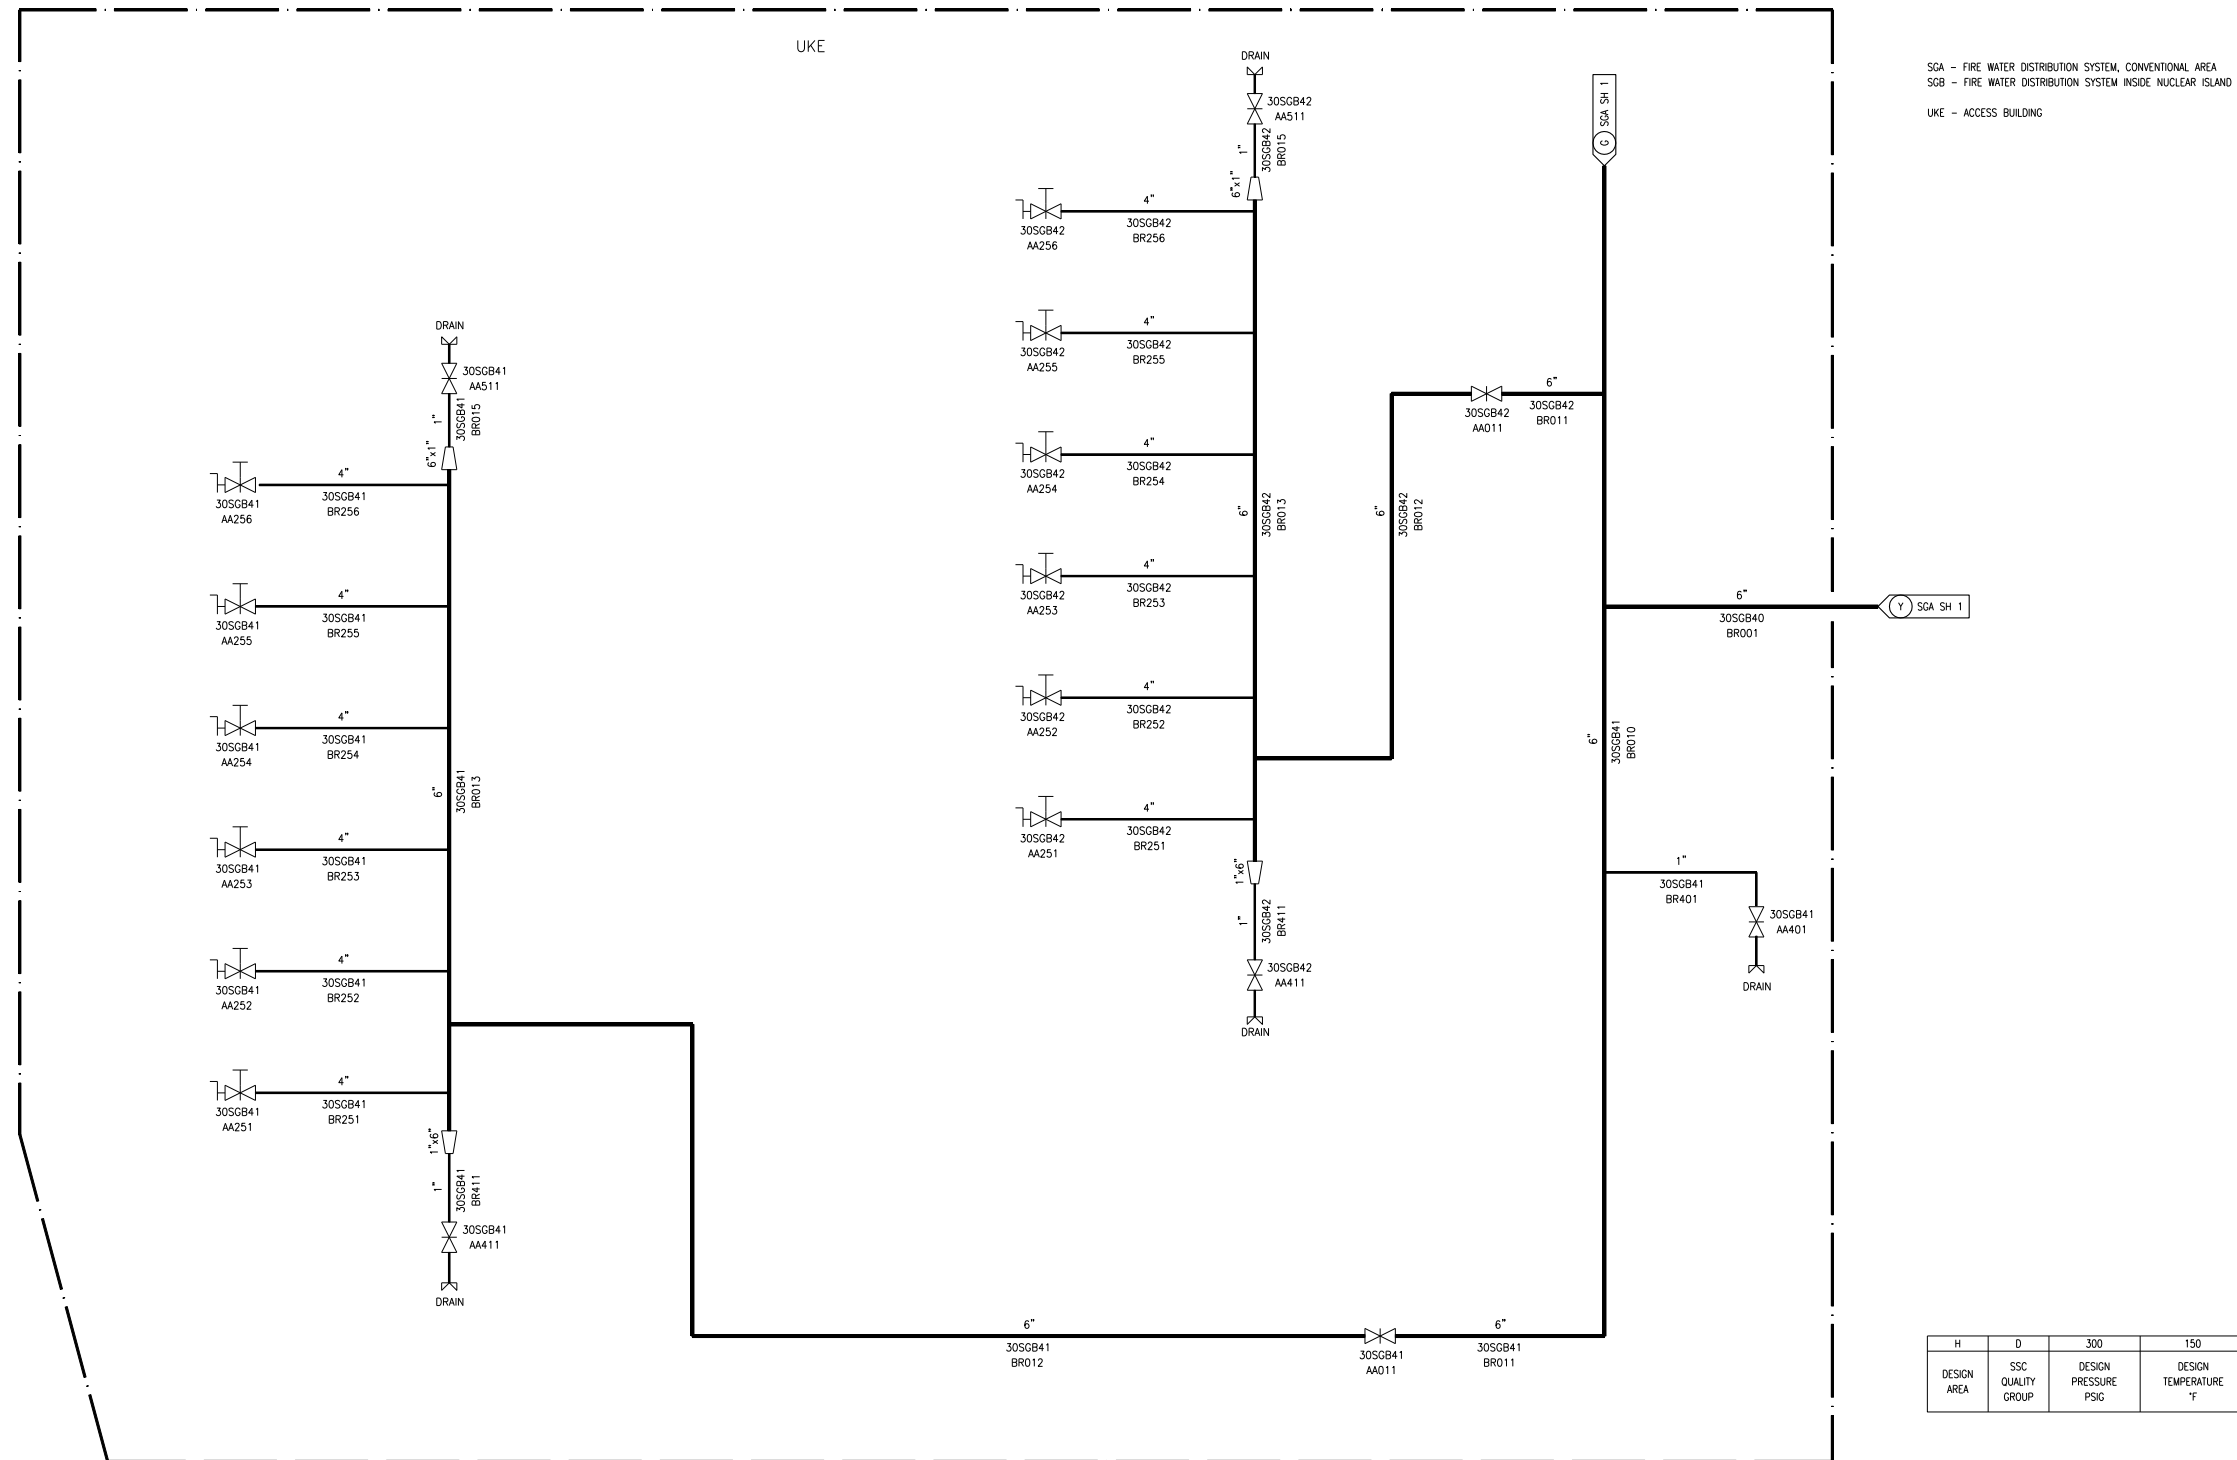 UKE
SGA - FIRE WATER DISTRIBUTION SYSTEM, CONVENTIONAL AREA
SGB - FIRE WATER DISTRIBUTION SYSTEM INSIDE NUCLEAR ISLAND
UKE - ACCESS BUILDING
DRAIN
30SGB41
AA511
1"
30SGB41
BR015
6"x1"
4"
30SGB41
BR256
30SGB41
AA256
4"
30SGB41
BR255
30SGB41
AA255
4"
30SGB41
BR254
30SGB41
AA254
6"
30SGB41
BR013
4"
30SGB41
BR253
30SGB41
AA253
4"
30SGB41
BR252
30SGB41
AA252
4"
30SGB41
BR251
30SGB41
AA251
1"x6"
1"
30SGB41
BR411
30SGB41
AA411
DRAIN
DRAIN
30SGB42
AA511
1"
30SGB42
BR015
6"x1"
4"
30SGB42
BR256
30SGB42
AA256
4"
30SGB42
BR255
30SGB42
AA255
4"
30SGB42
BR254
30SGB42
AA254
6"
30SGB42
BR013
4"
30SGB42
BR253
30SGB42
AA253
4"
30SGB42
BR252
30SGB42
AA252
4"
30SGB42
BR251
30SGB42
AA251
1"x6"
1"
30SGB42
BR411
30SGB42
AA411
DRAIN
6"
30SGB42
BR012
30SGB42
AA011
6"
30SGB42
BR011
G SGA SH 1
6"
30SGB40
BR001
Y SGA SH 1
6"
30SGB41
BR010
1"
30SGB41
BR401
30SGB41
AA401
DRAIN
6"
30SGB41
BR012
30SGB41
AA011
6"
30SGB41
BR011
H D 300 150
DESIGN AREA
SSC QUALITY GROUP
DESIGN PRESSURE PSIG
DESIGN TEMPERATURE °F